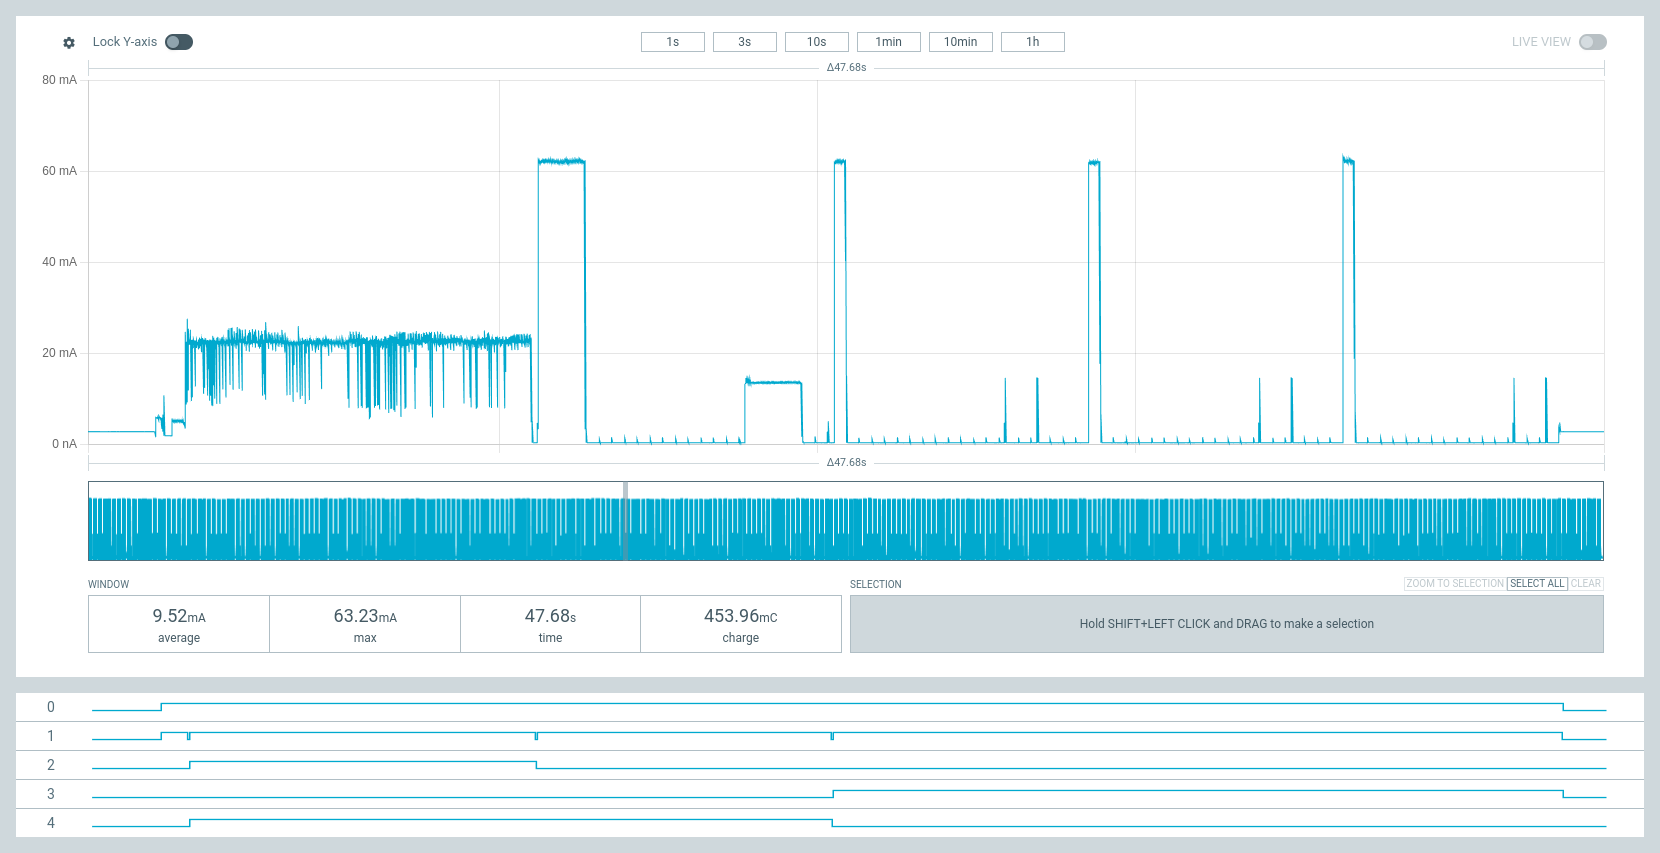 Lock Y-axis 1s 3s 10s 1min 10min 1h LIVE VIEW
Δ47.68s
80 mA
60 mA
40 mA
20 mA
0 nA
Δ47.68s
WINDOW SELECTION ZOOM TO SELECTION SELECT ALL CLEAR
9.52mA 63.23mA 47.68s 453.96mC
average max time charge
Hold SHIFT+LEFT CLICK and DRAG to make a selection
0
1
2
3
4